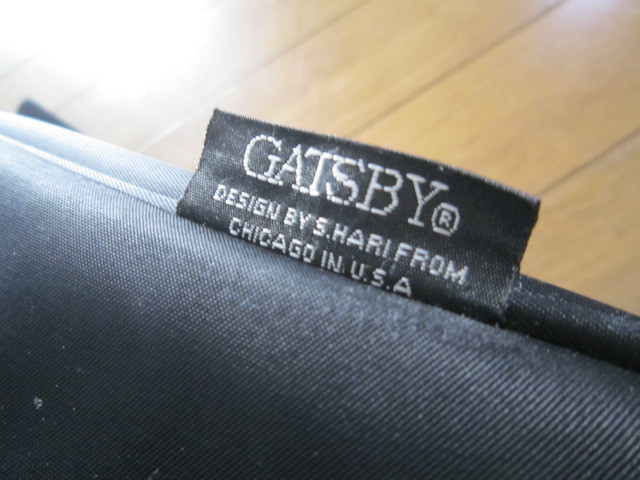 GATSBY®
DESIGN BY S.HARI.FROM
CHICAGO IN U.S.A